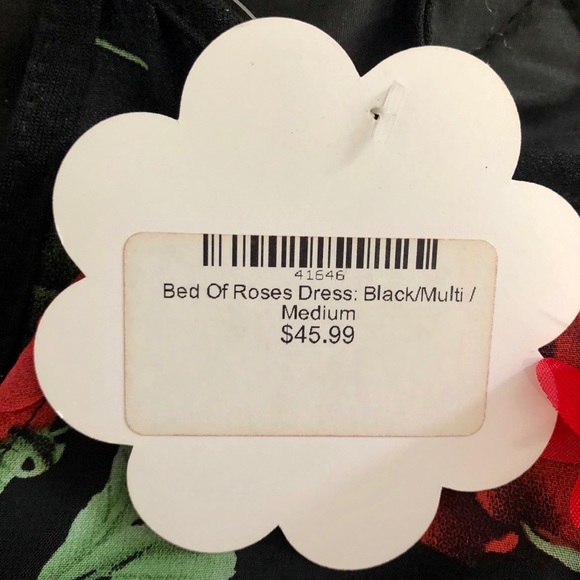 41646
Bed Of Roses Dress: Black/Multi /
Medium
$45.99